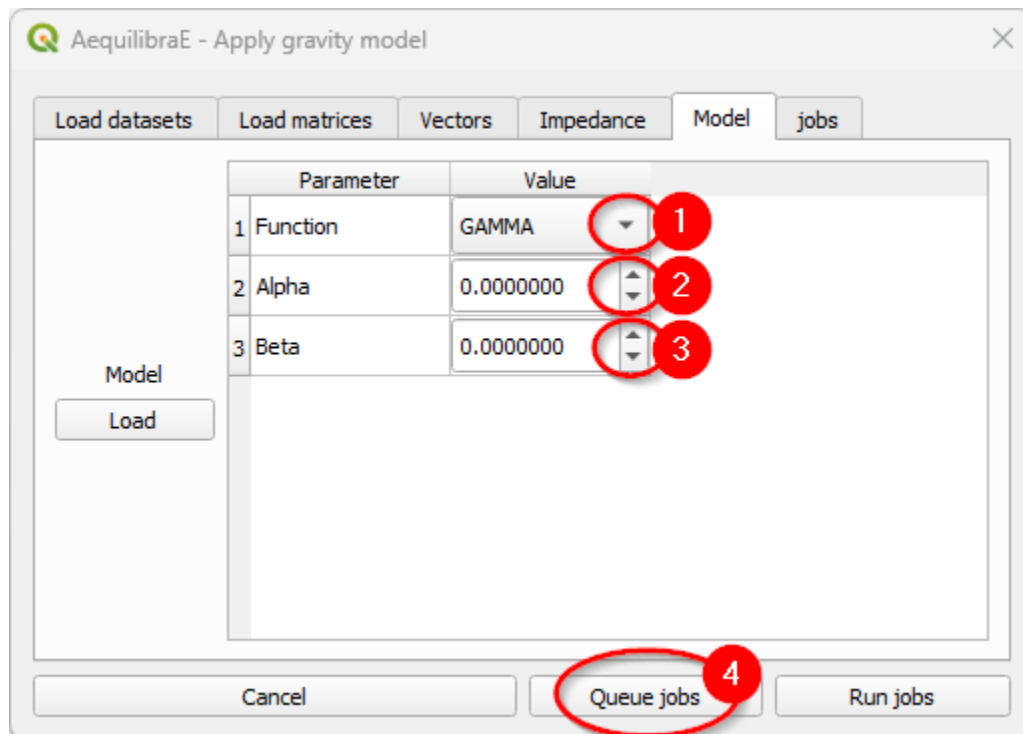 AequilibraE - Apply gravity model
Load datasets Load matrices Vectors Impedance Model jobs
Parameter Value
1 Function GAMMA 1
2 Alpha 0.0000000 2
3 Beta 0.0000000 3
Model
Load
4
Cancel Queue jobs Run jobs